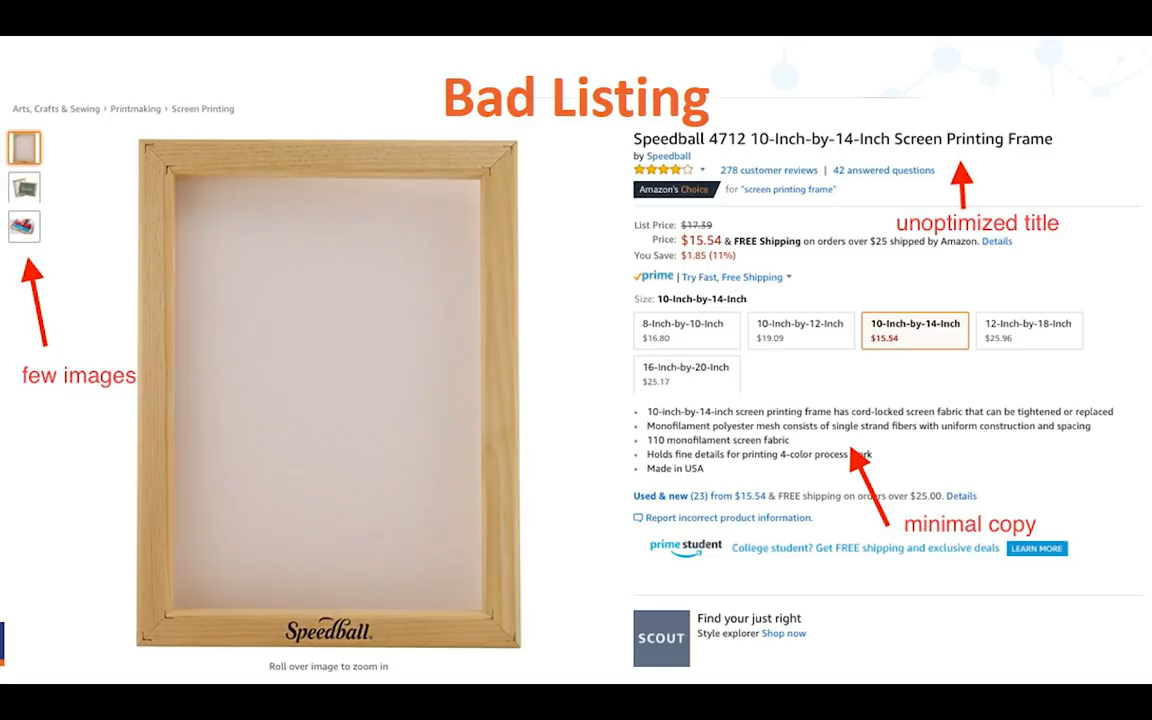 Bad Listing
Arts, Crafts & Sewing › Printmaking › Screen Printing
few images
Speedball
Roll over image to zoom in
Speedball 4712 10-Inch-by-14-Inch Screen Printing Frame
by Speedball
278 customer reviews | 42 answered questions
Amazon's Choice for "screen printing frame"
unoptimized title
List Price: $17.39
Price: $15.54 & FREE Shipping on orders over $25 shipped by Amazon. Details
You Save: $1.85 (11%)
prime | Try Fast, Free Shipping
Size: 10-Inch-by-14-Inch
8-Inch-by-10-Inch 10-Inch-by-12-Inch 10-Inch-by-14-Inch 12-Inch-by-18-Inch
$16.80 $19.09 $15.54 $25.96
16-Inch-by-20-Inch
$25.17
• 10-inch-by-14-inch screen printing frame has cord-locked screen fabric that can be tightened or replaced
• Monofilament polyester mesh consists of single strand fibers with uniform construction and spacing
• 110 monofilament screen fabric
• Holds fine details for printing 4-color process work
• Made in USA
Used & new (23) from $15.54 & FREE shipping on orders over $25.00. Details
Report incorrect product information.
minimal copy
prime student College student? Get FREE shipping and exclusive deals LEARN MORE
SCOUT
Find your just right
Style explorer Shop now